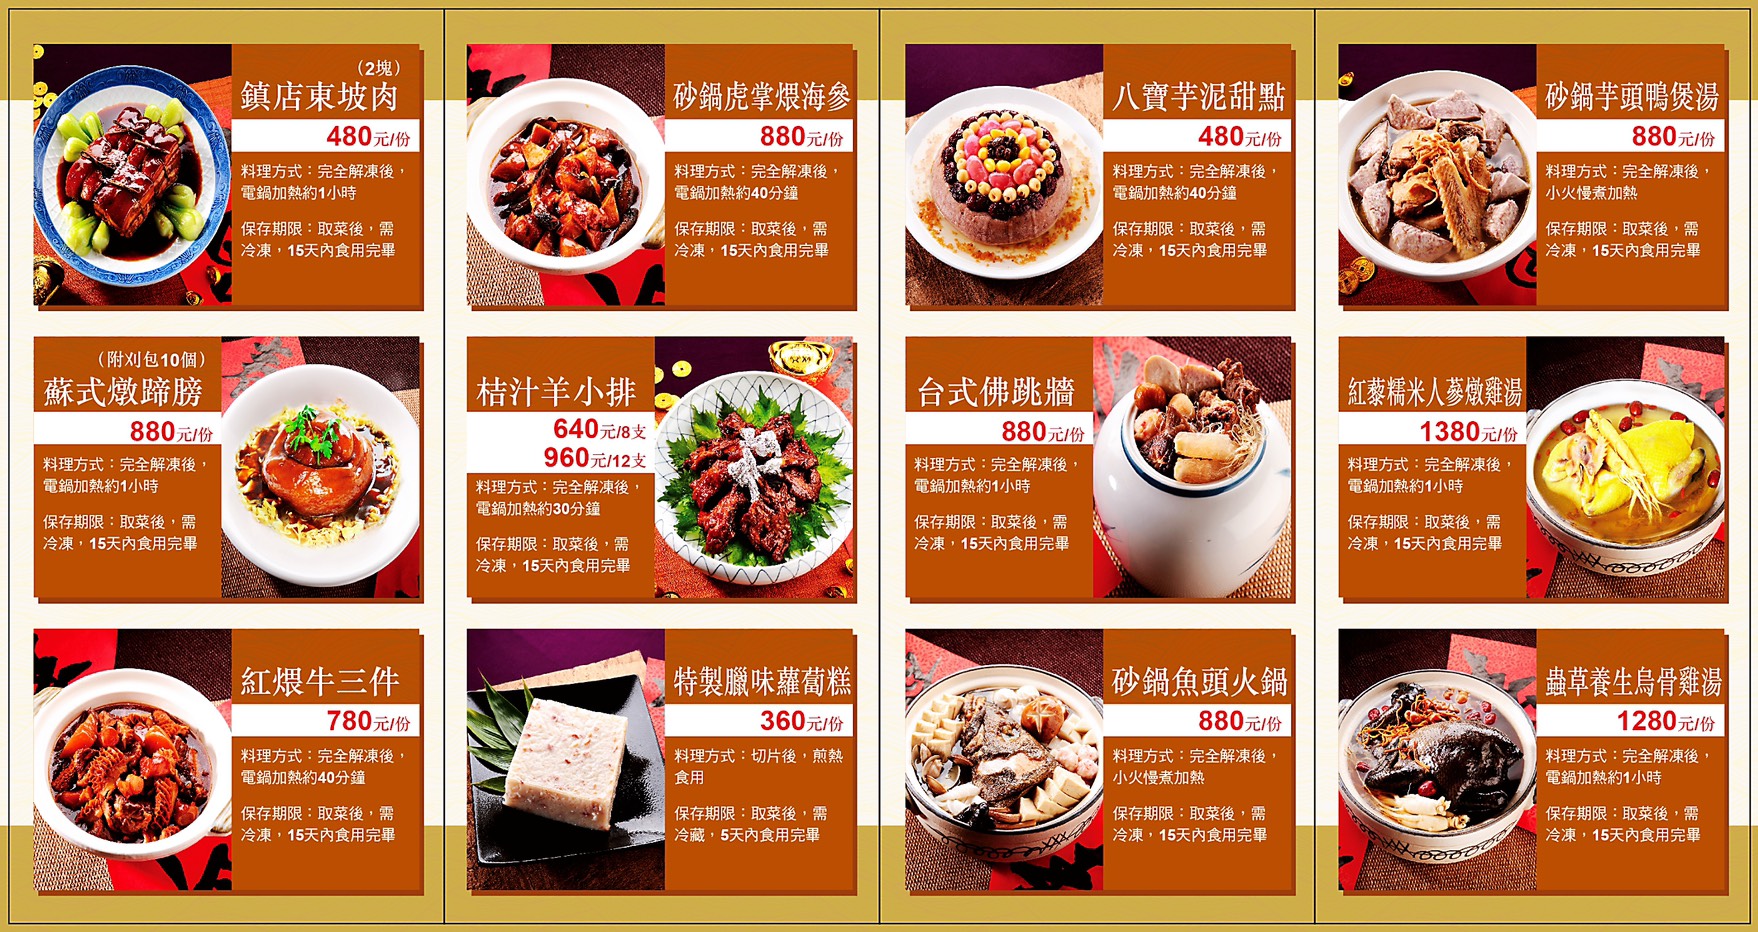 （2塊）
鎮店東坡肉
480元/份
料理方式：完全解凍後，
電鍋加熱約1小時
保存期限：取菜後，需
冷凍，15天內食用完畢
（附刈包10個）
蘇式燉蹄膀
880元/份
料理方式：完全解凍後，
電鍋加熱約1小時
保存期限：取菜後，需
冷凍，15天內食用完畢
紅煨牛三件
780元/份
料理方式：完全解凍後，
電鍋加熱約40分鐘
保存期限：取菜後，需
冷凍，15天內食用完畢
砂鍋虎掌煨海參
880元/份
料理方式：完全解凍後，
電鍋加熱約40分鐘
保存期限：取菜後，需
冷凍，15天內食用完畢
桔汁羊小排
640元/8支
960元/12支
料理方式：完全解凍後，
電鍋加熱約30分鐘
保存期限：取菜後，需
冷凍，15天內食用完畢
特製臘味蘿蔔糕
360元/份
料理方式：切片後，煎熱
食用
保存期限：取菜後，需
冷藏，5天內食用完畢
八寶芋泥甜點
480元/份
料理方式：完全解凍後，
電鍋加熱約40分鐘
保存期限：取菜後，需
冷凍，15天內食用完畢
台式佛跳牆
880元/份
料理方式：完全解凍後，
電鍋加熱約1小時
保存期限：取菜後，需
冷凍，15天內食用完畢
砂鍋魚頭火鍋
880元/份
料理方式：完全解凍後，
小火慢煮加熱
保存期限：取菜後，需
冷凍，15天內食用完畢
砂鍋芋頭鴨煲湯
880元/份
料理方式：完全解凍後，
小火慢煮加熱
保存期限：取菜後，需
冷凍，15天內食用完畢
紅藜糯米人蔘燉雞湯
1380元/份
料理方式：完全解凍後，
電鍋加熱約1小時
保存期限：取菜後，需
冷凍，15天內食用完畢
蟲草養生烏骨雞湯
1280元/份
料理方式：完全解凍後，
電鍋加熱約1小時
保存期限：取菜後，需
冷凍，15天內食用完畢